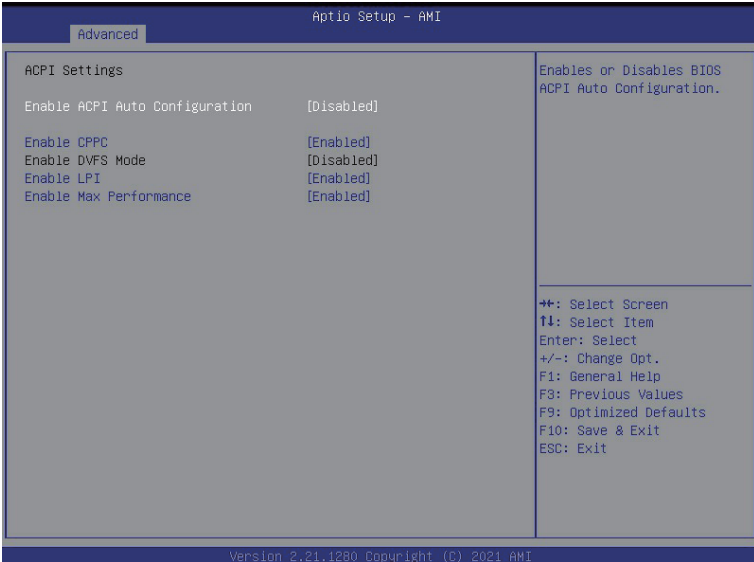 Aptio Setup – AMI
Advanced
ACPI Settings
Enable ACPI Auto Configuration [Disabled]
Enable CPPC [Enabled]
Enable DVFS Mode [Disabled]
Enable LPI [Enabled]
Enable Max Performance [Enabled]
Enables or Disables BIOS
ACPI Auto Configuration.
→←: Select Screen
↑↓: Select Item
Enter: Select
+/-: Change Opt.
F1: General Help
F3: Previous Values
F9: Optimized Defaults
F10: Save & Exit
ESC: Exit
Version 2.21.1280 Copyright (C) 2021 AMI